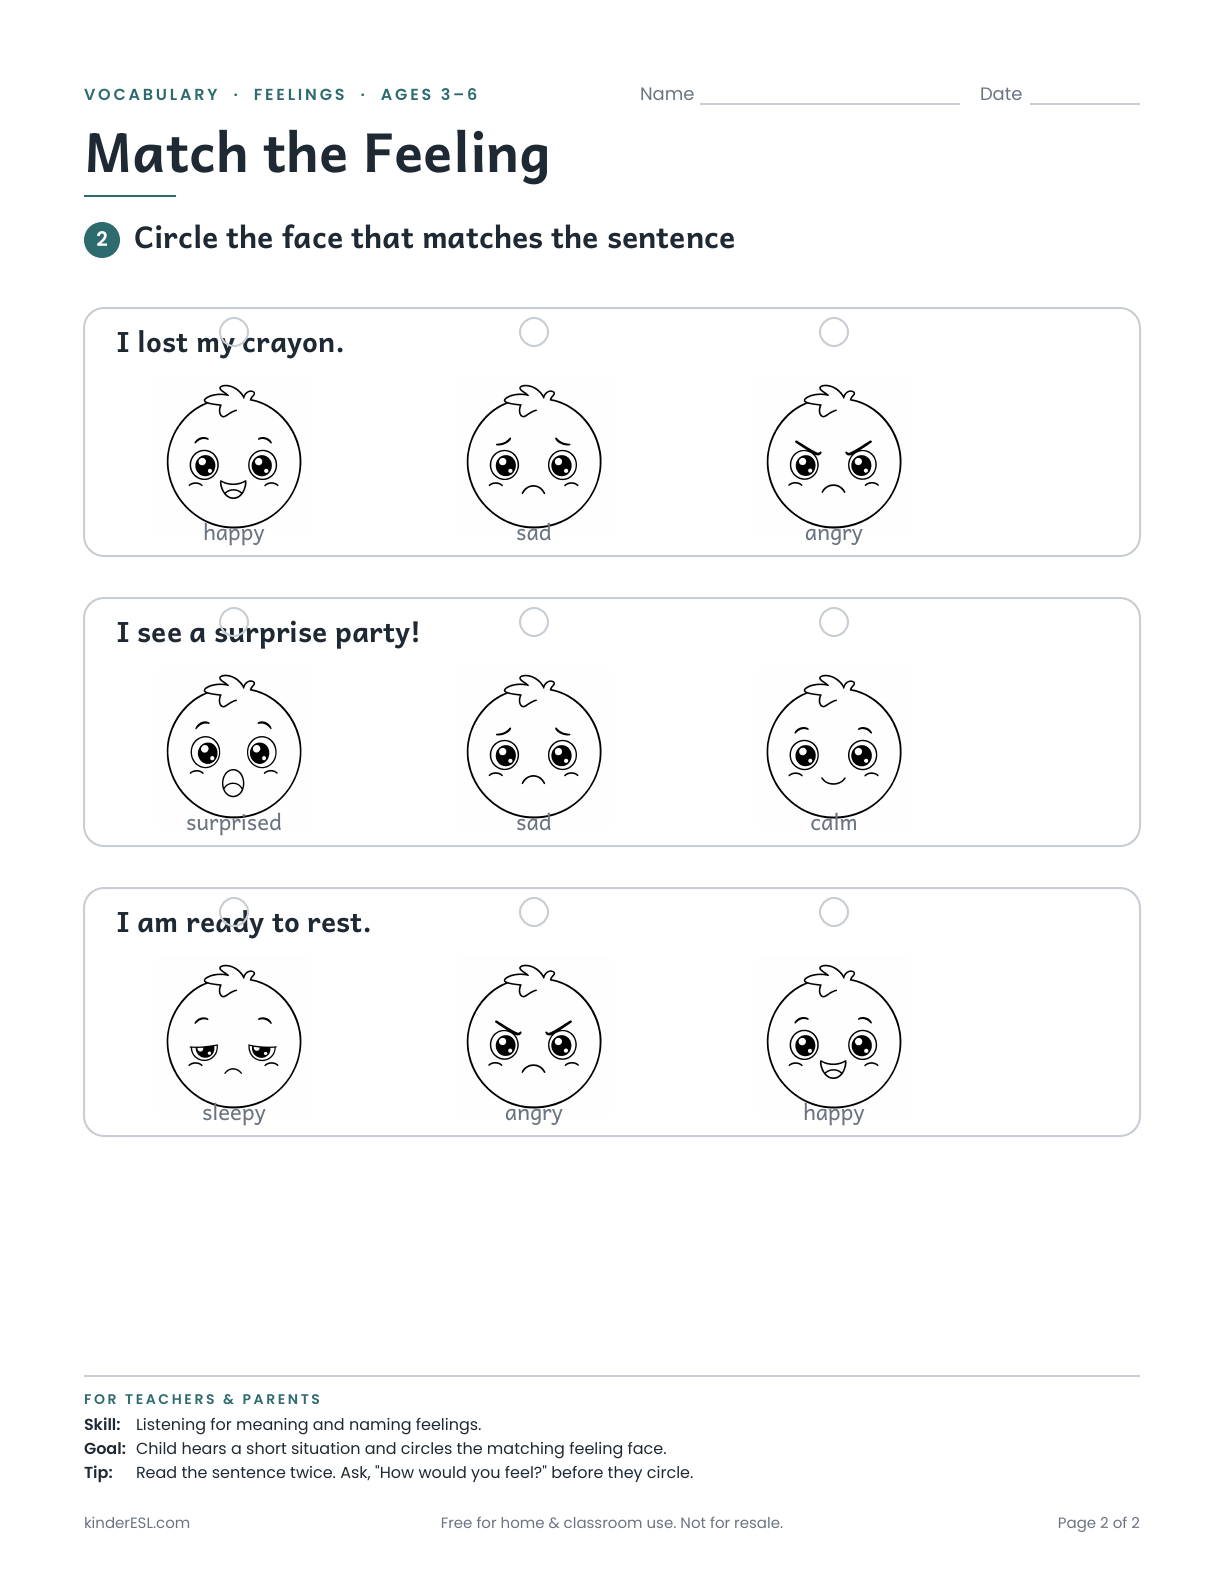 VOCABULARY · FEELINGS · AGES 3–6
Name
Date
Match the Feeling
2 Circle the face that matches the sentence
I lost my crayon.
happy sad angry
I see a surprise party!
surprised sad calm
I am ready to rest.
sleepy angry happy
FOR TEACHERS & PARENTS
Skill: Listening for meaning and naming feelings.
Goal: Child hears a short situation and circles the matching feeling face.
Tip: Read the sentence twice. Ask, "How would you feel?" before they circle.
kinderESL.com Free for home & classroom use. Not for resale. Page 2 of 2